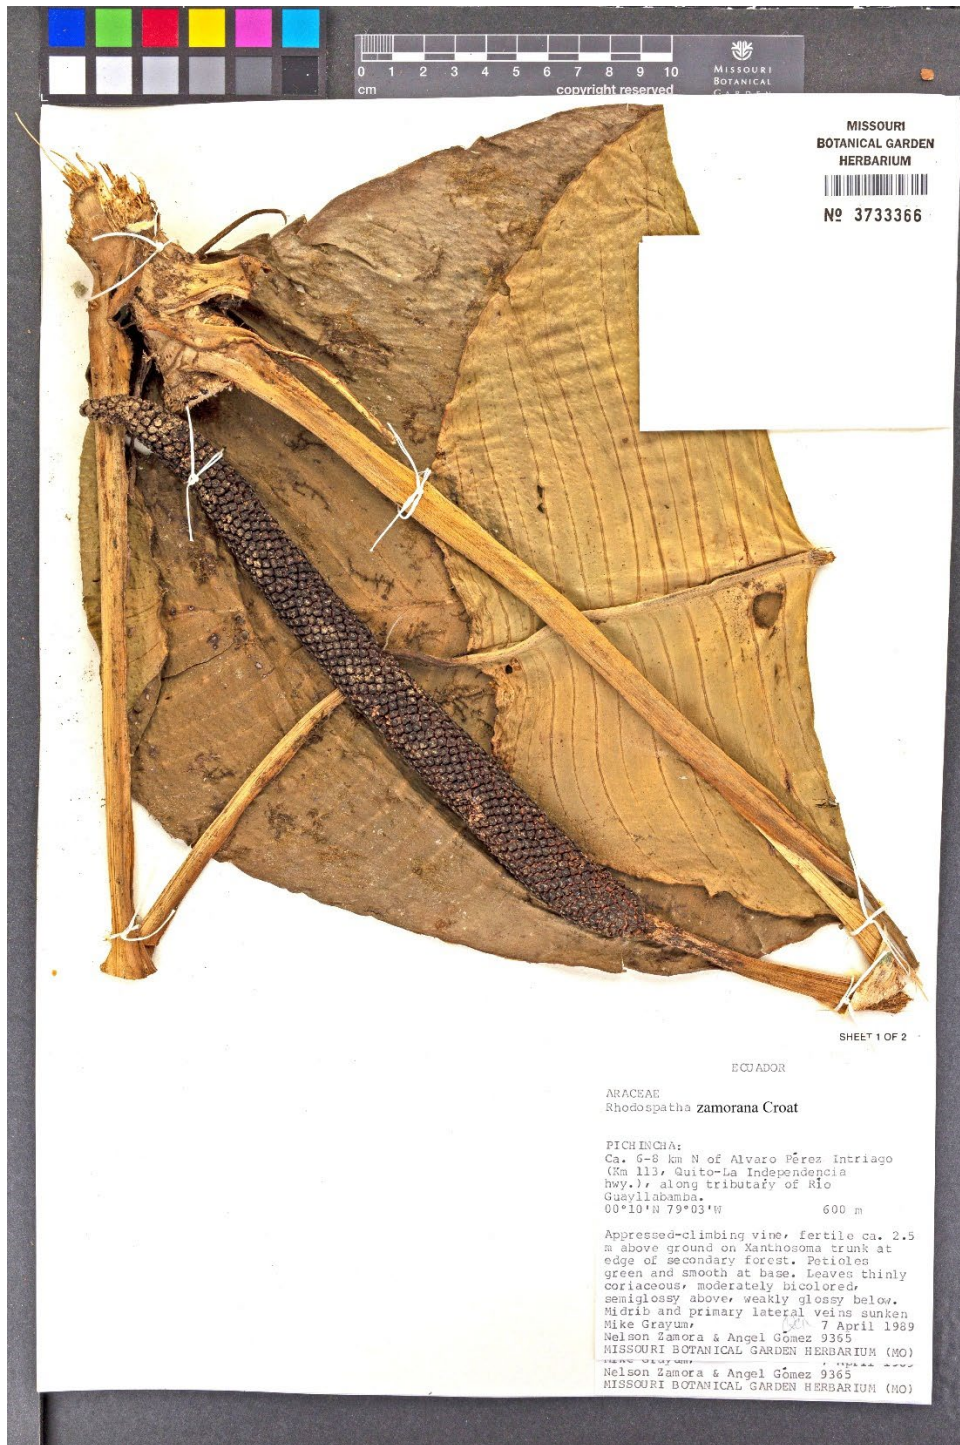 0 1 2 3 4 5 6 7 8 9 10
cm
copyright reserved
MISSOURI
BOTANICAL
GARDEN
MISSOURI
BOTANICAL GARDEN
HERBARIUM
Nº 3733366
SHEET 1 OF 2
ECUADOR
ARACEAE
Rhodospatha zamorana Croat
PICHINCHA:
Ca. 6-8 km N of Alvaro Pérez Intriago
(Km 113, Quito-La Independencia
hwy.), along tributary of Río
Guayllabamba.
00°10'N 79°03'W 600 m
Appressed-climbing vine, fertile ca. 2.5
m above ground on Xanthosoma trunk at
edge of secondary forest. Petioles
green and smooth at base. Leaves thinly
coriaceous, moderately bicolored,
semiglossy above, weakly glossy below.
Midrib and primary lateral veins sunken
Mike Grayum, 7 April 1989
Nelson Zamora & Angel Gómez 9365
MISSOURI BOTANICAL GARDEN HERBARIUM (MO)
Mike Grayum, 7 April 1989
Nelson Zamora & Angel Gómez 9365
MISSOURI BOTANICAL GARDEN HERBARIUM (MO)